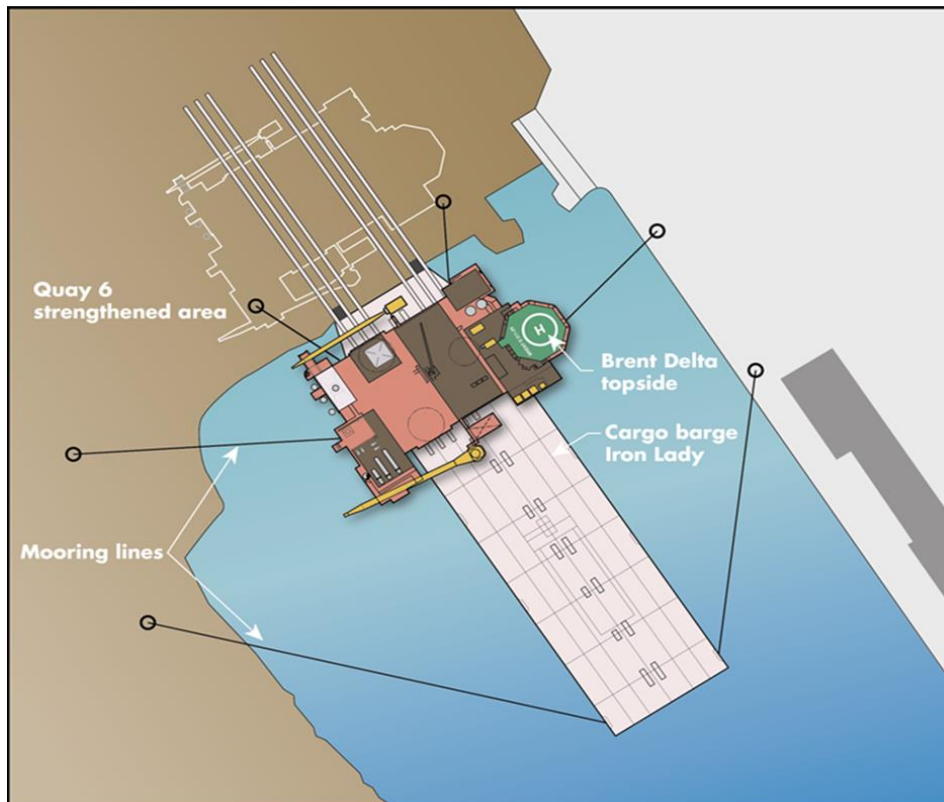 Quay 6
strengthened area
Brent Delta
topside
Cargo barge
Iron Lady
Mooring lines
H